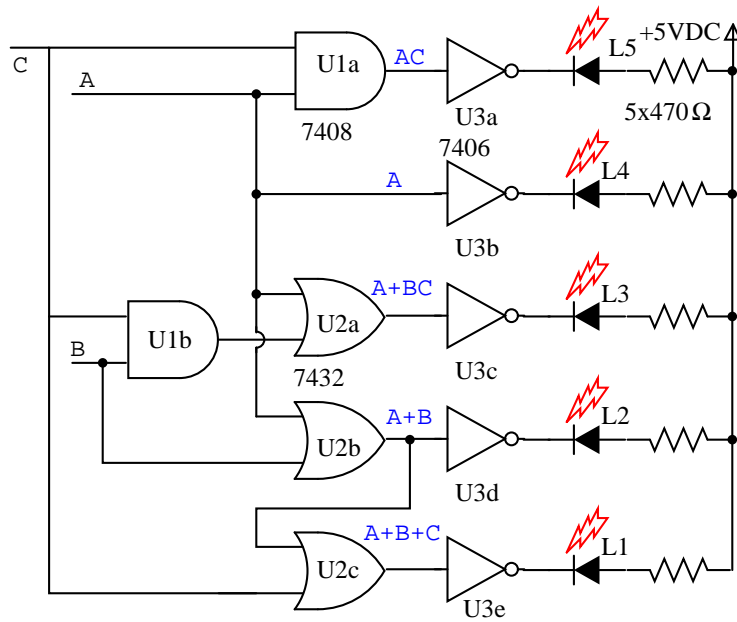 +5VDC
L5
AC
C
U1a
A
U3a
5x470Ω
7408
7406
L4
A
U3b
A+BC
L3
U2a
U1b
B
U3c
7432
A+B
L2
U2b
U3d
A+B+C
L1
U2c
U3e